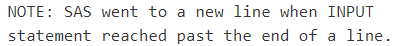 NOTE: SAS went to a new line when INPUT
statement reached past the end of a line.